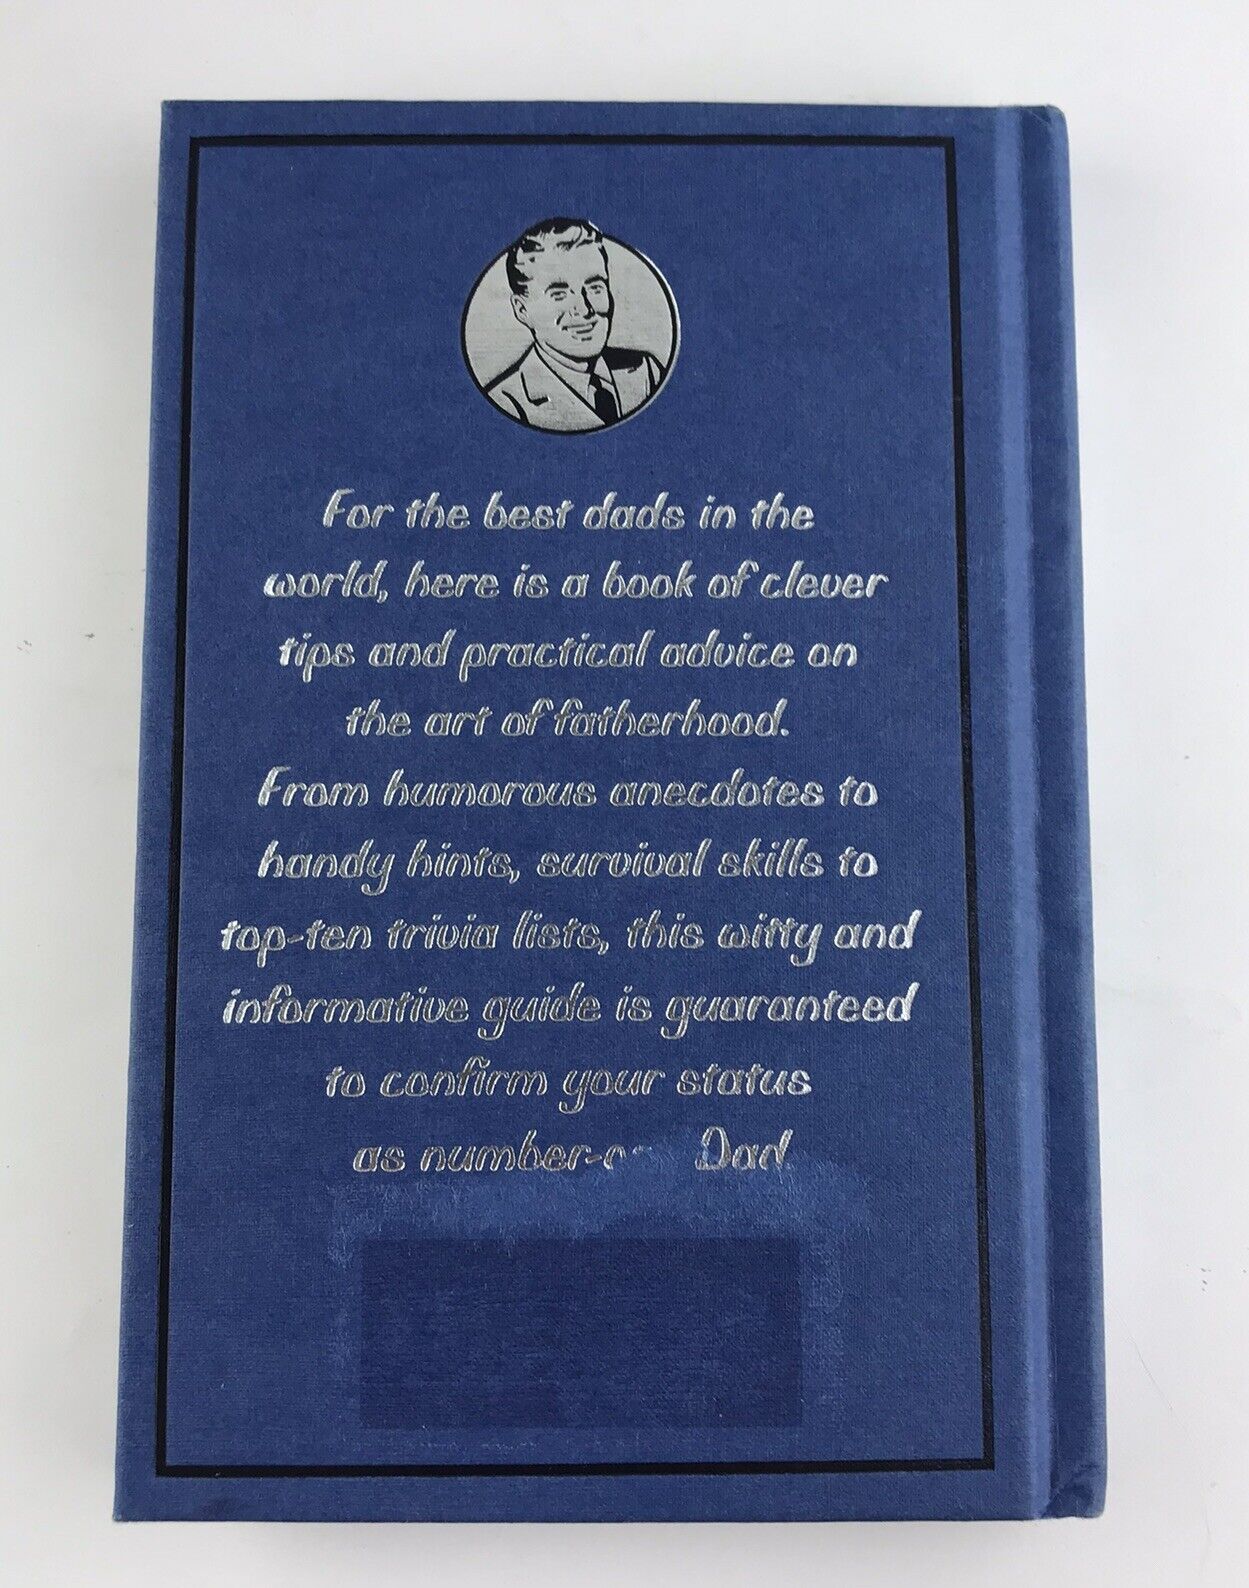 For the best dads in the
world, here is a book of clever
tips and practical advice on
the art of fatherhood.
From humorous anecdotes to
handy hints, survival skills to
top-ten trivia lists, this witty and
informative guide is guaranteed
to confirm your status
as Dad